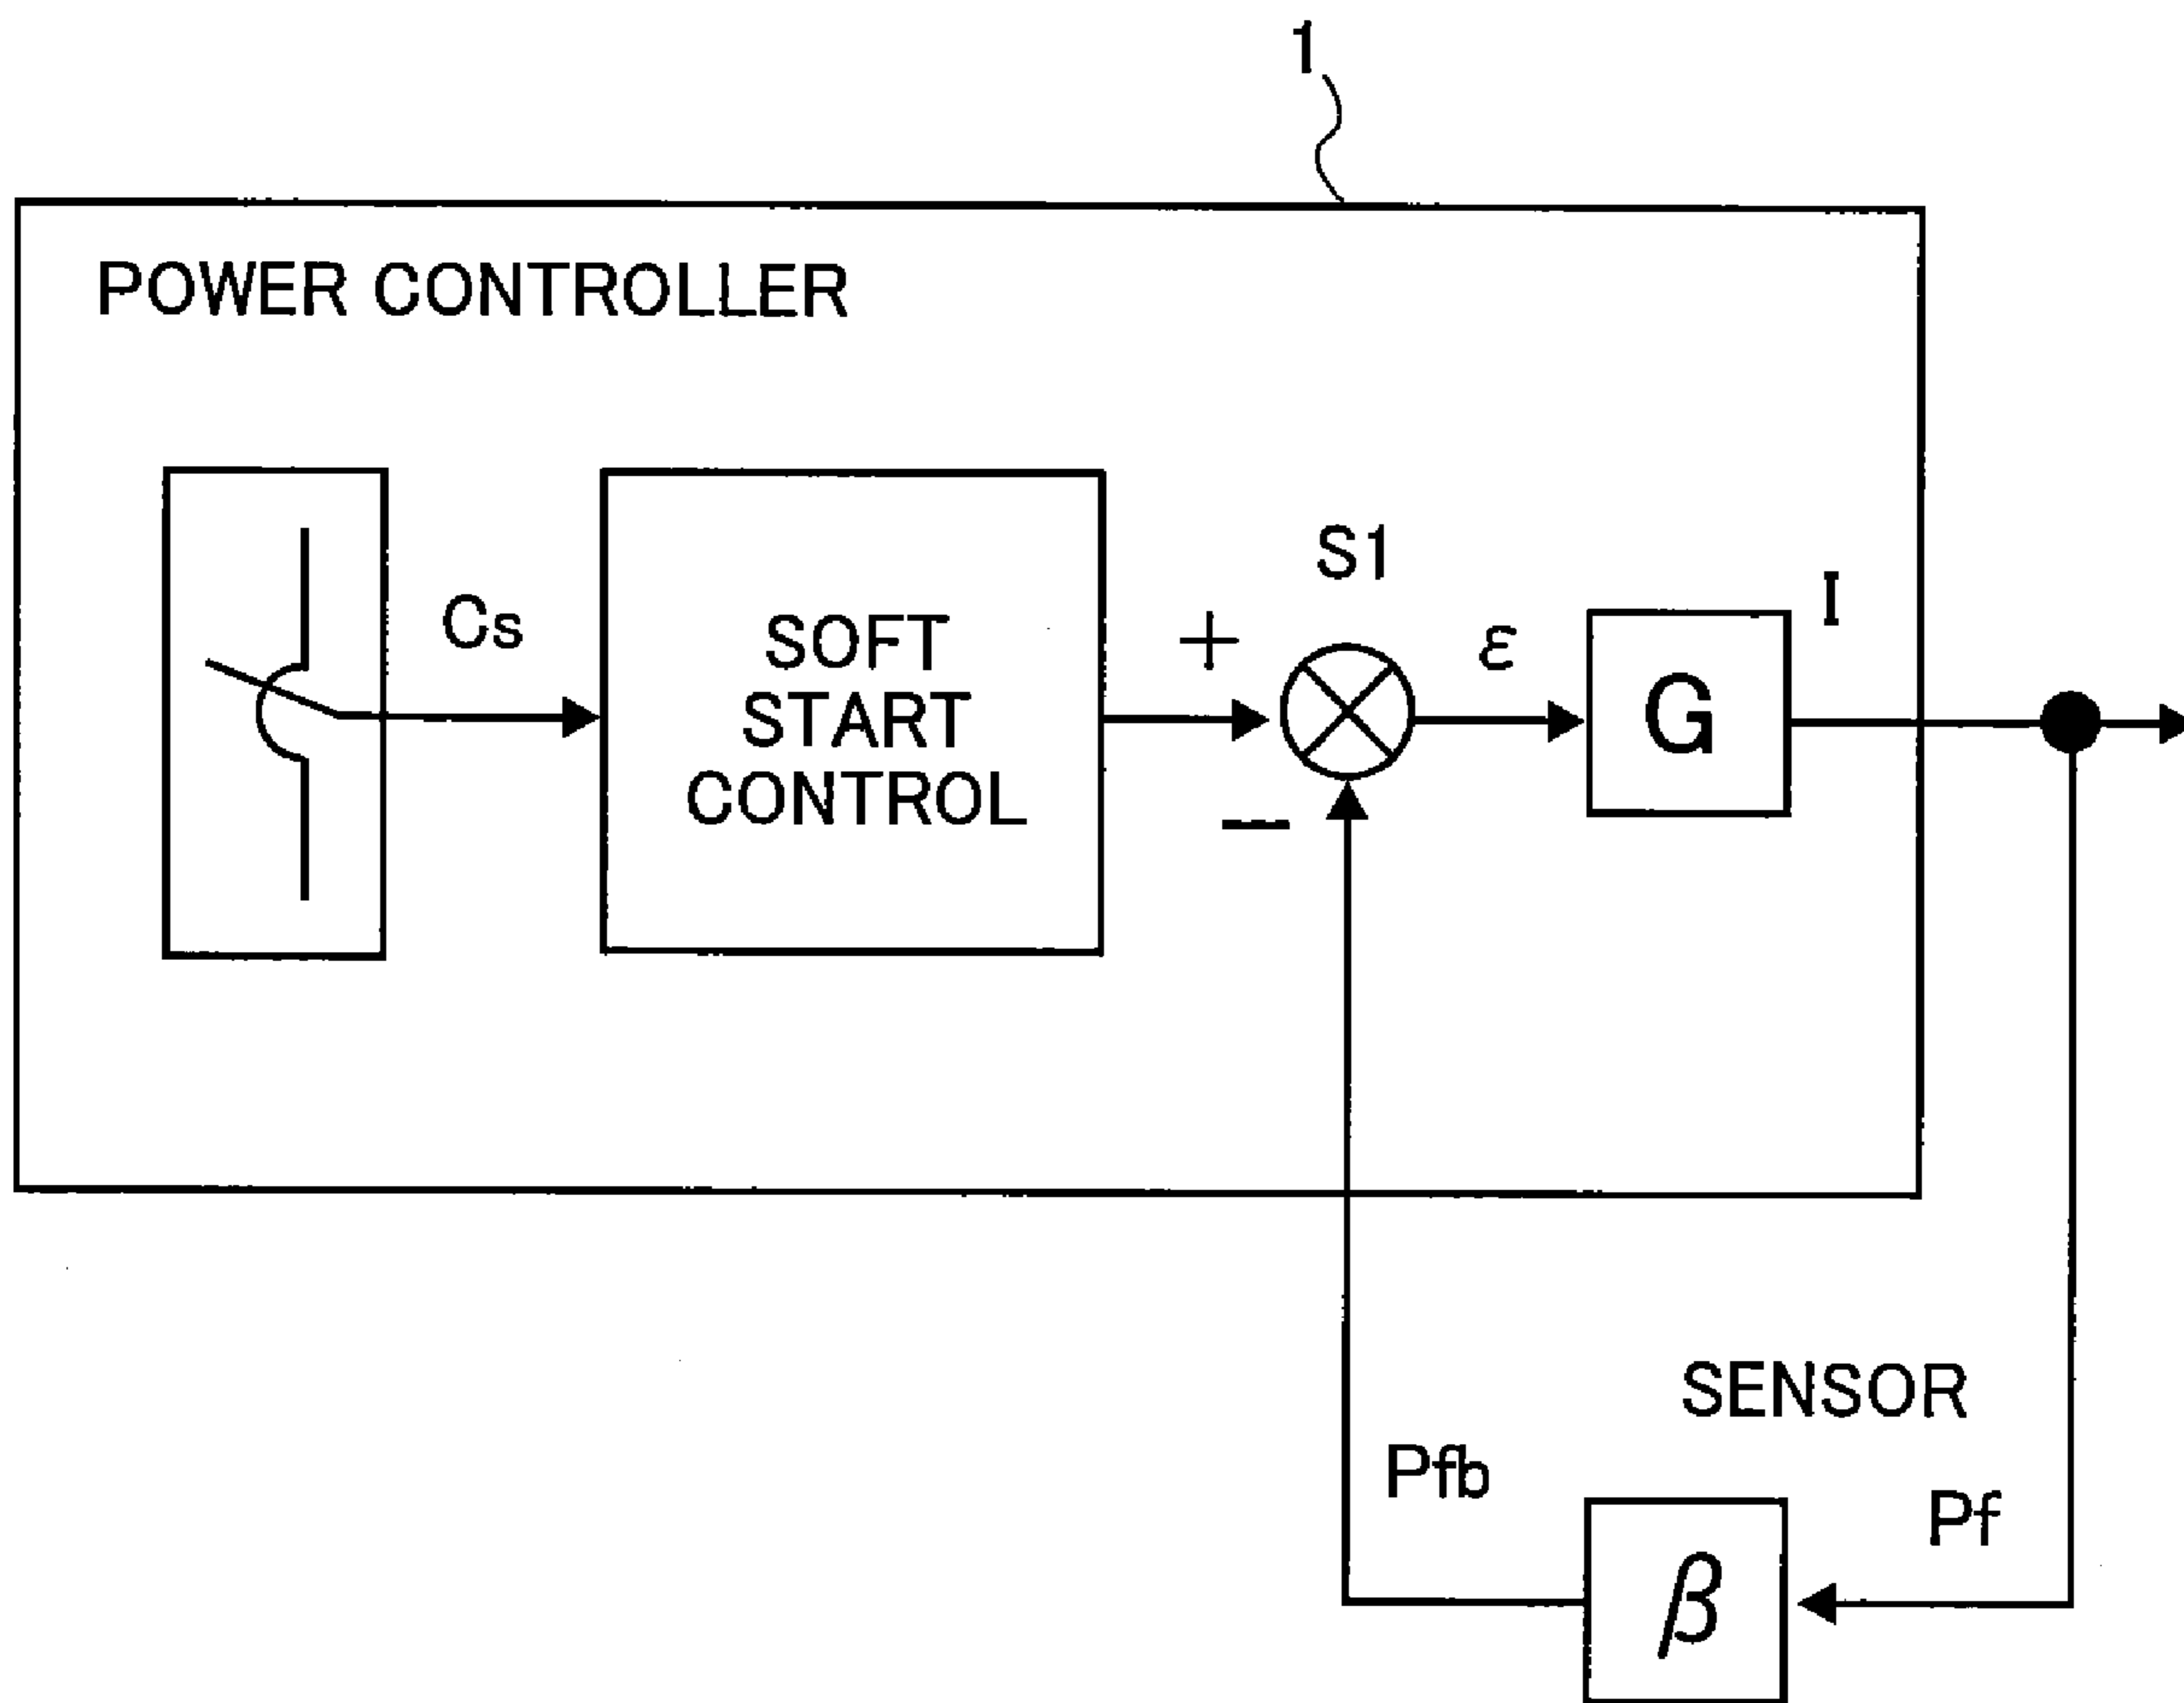 1
POWER CONTROLLER
Cs
SOFT
START
CONTROL
+
S1
ε
G
I
−
SENSOR
Pfb
Pf
β